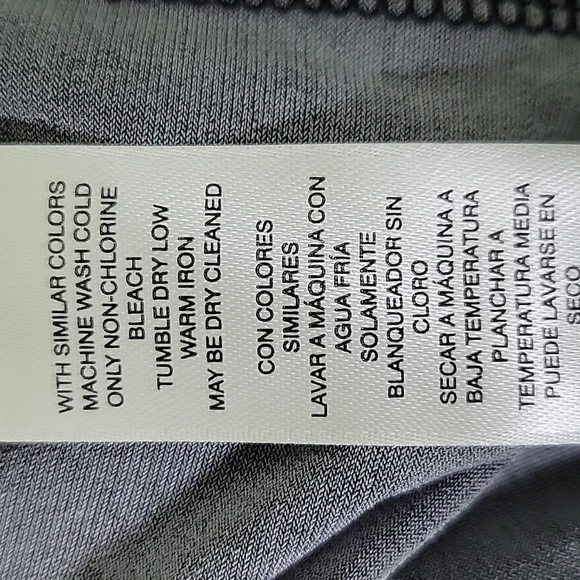 WITH SIMILAR COLORS
MACHINE WASH COLD
ONLY NON-CHLORINE
BLEACH
TUMBLE DRY LOW
WARM IRON
MAY BE DRY CLEANED
CON COLORES
SIMILARES
LAVAR A MÁQUINA CON
AGUA FRÍA
SOLAMENTE
BLANQUEADOR SIN
CLORO
SECAR A MÁQUINA A
BAJA TEMPERATURA
PLANCHAR A
TEMPERATURA MEDIA
PUEDE LAVARSE EN
SECO